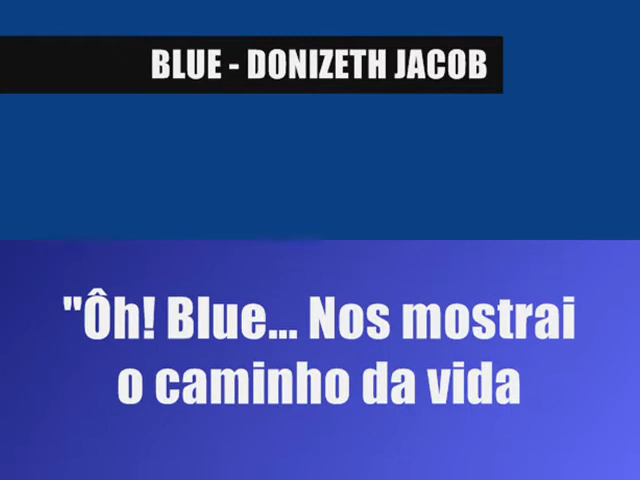 BLUE - DONIZETH JACOB
"Ôh! Blue... Nos mostrai
o caminho da vida